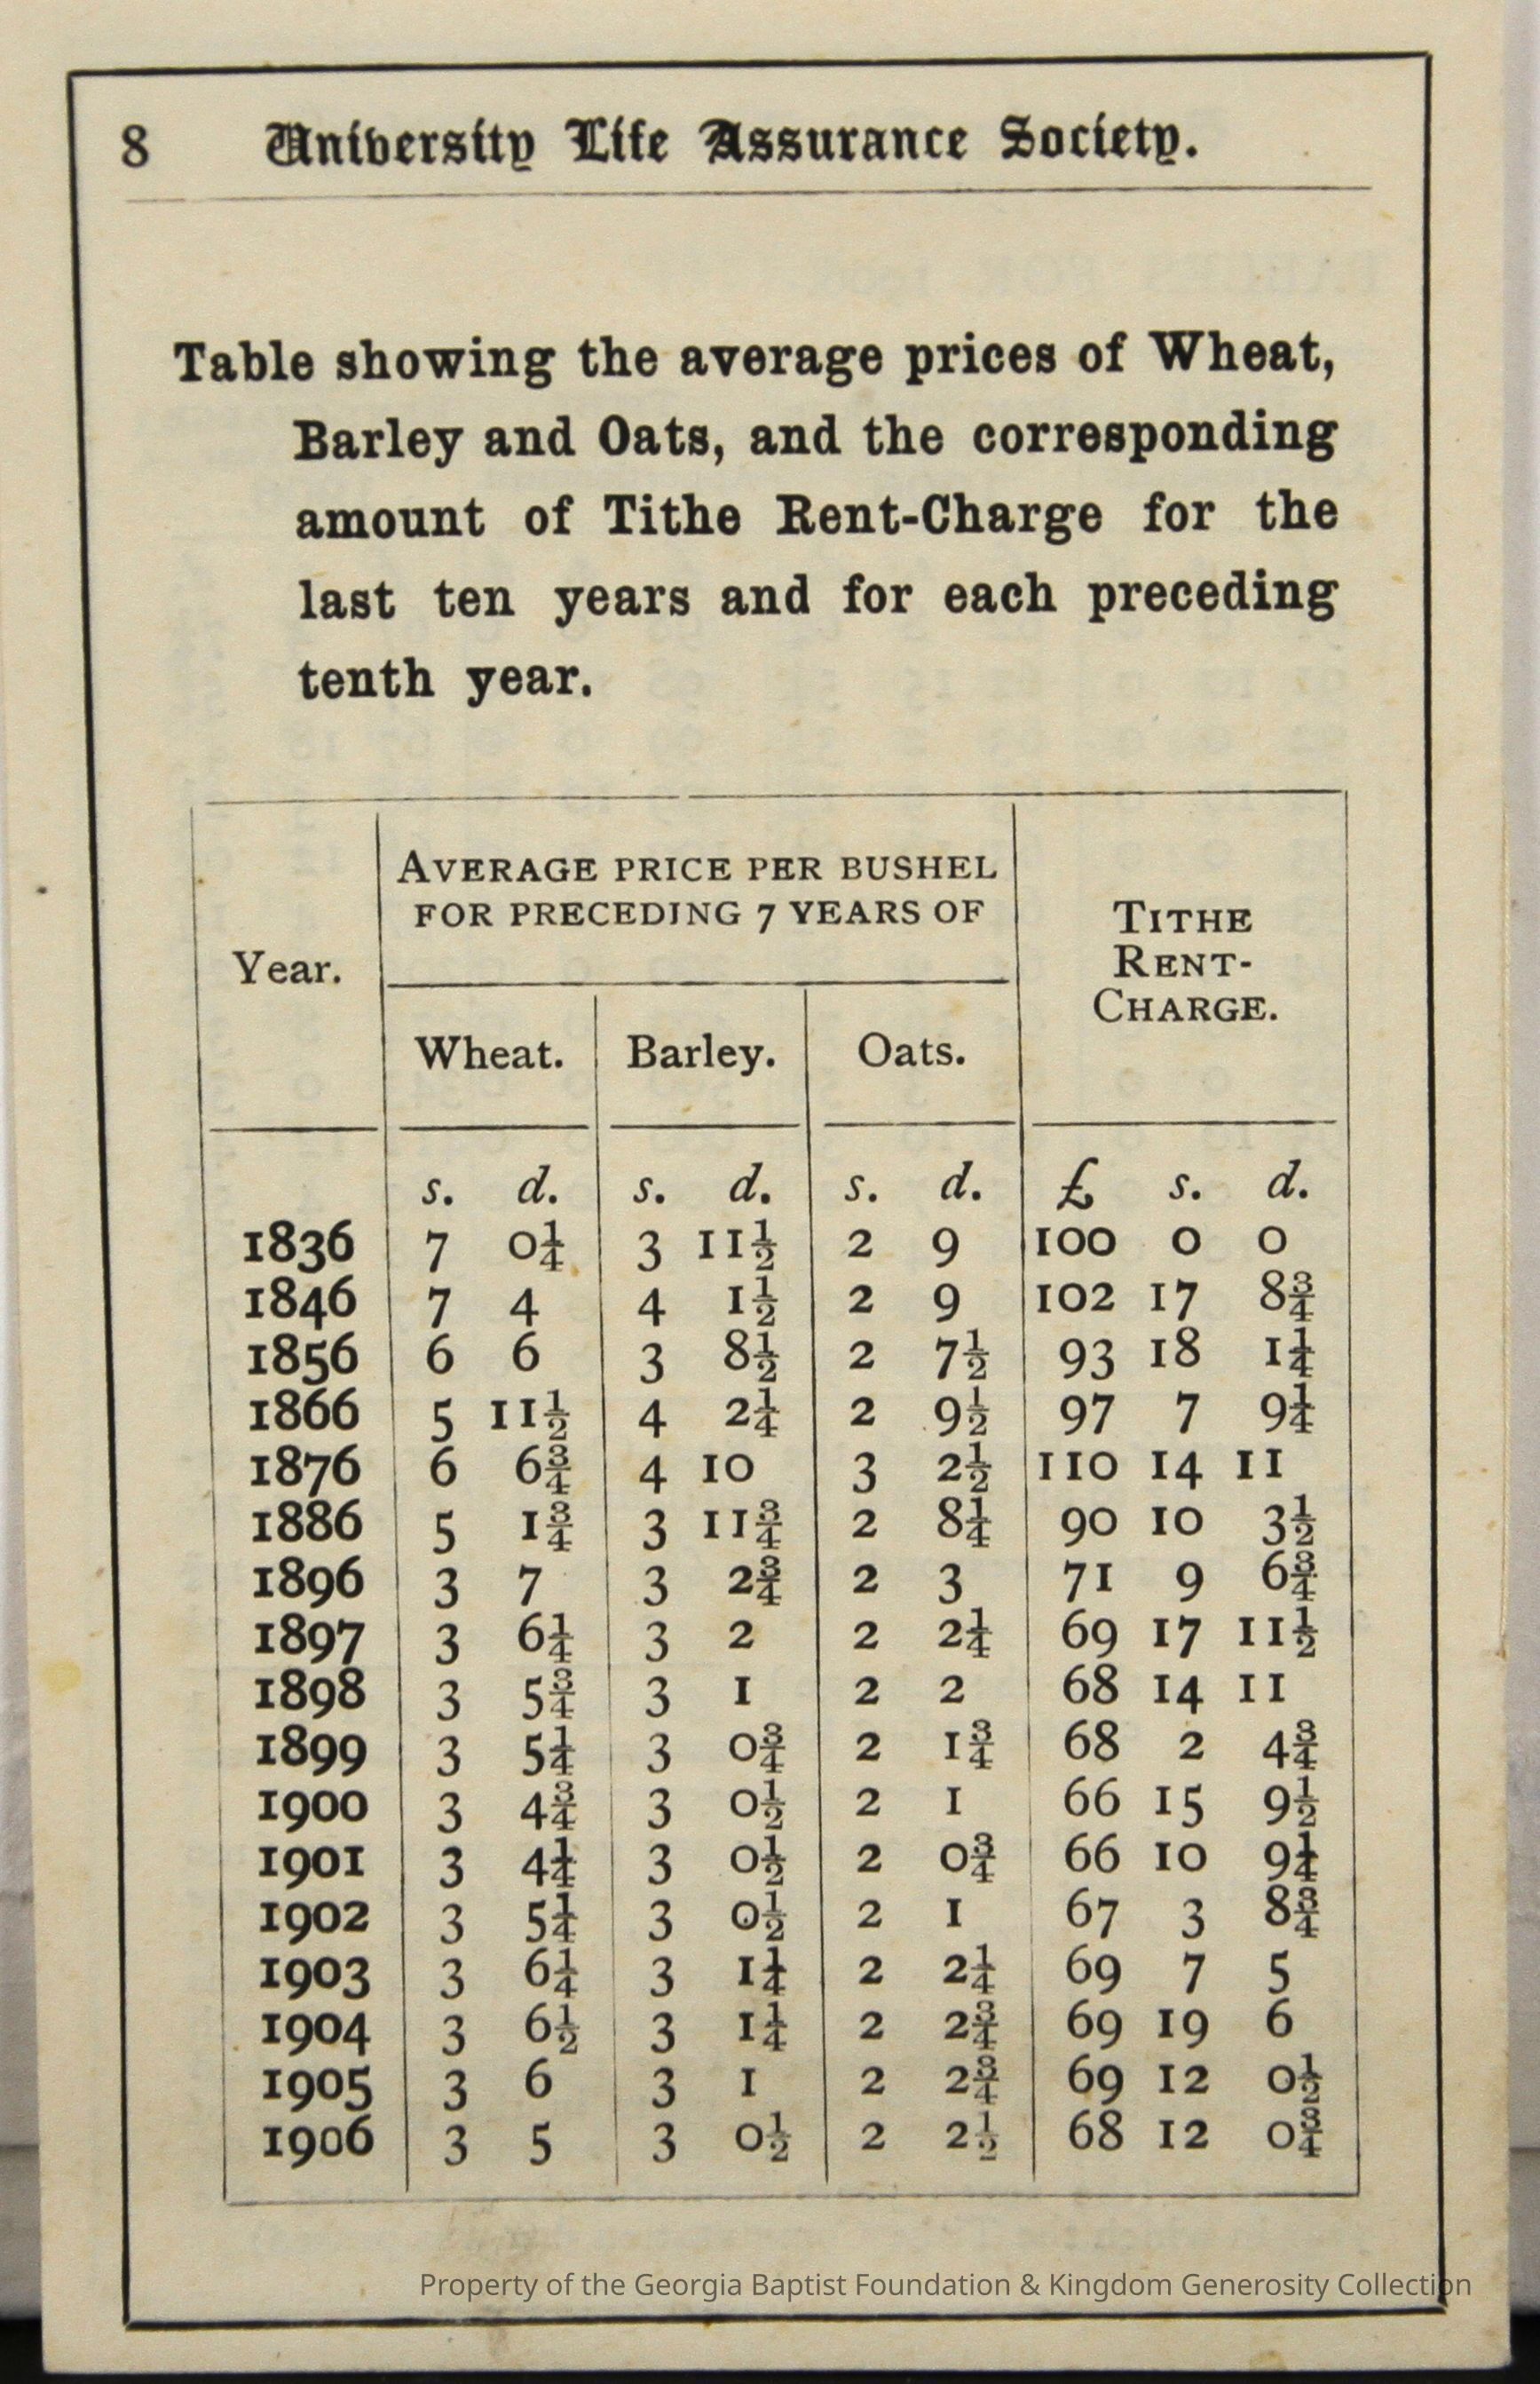 8 University Life Assurance Society.
Table showing the average prices of Wheat,
Barley and Oats, and the corresponding
amount of Tithe Rent-Charge for the
last ten years and for each preceding
tenth year.
Year. AVERAGE PRICE PER BUSHEL FOR PRECEDING 7 YEARS OF TITHE RENT-CHARGE.
Wheat. Barley. Oats.
s. d. s. d. s. d. £ s. d.
1836 7 0¼ 3 11½ 2 9 100 0 0
1846 7 4 4 1½ 2 9 102 17 8¾
1856 6 6 3 8½ 2 7½ 93 18 1¼
1866 5 11½ 4 2¼ 2 9½ 97 7 9¼
1876 6 6¾ 4 10 3 2½ 110 14 11
1886 5 1¾ 3 11¾ 2 8¼ 90 10 3½
1896 3 7 3 2¾ 2 3 71 9 6¾
1897 3 6¼ 3 2 2 2¼ 69 17 11½
1898 3 5¾ 3 1 2 2 68 14 11
1899 3 5¼ 3 0¾ 2 1¾ 68 2 4¾
1900 3 4¾ 3 0½ 2 1 66 15 9½
1901 3 4¼ 3 0½ 2 0¾ 66 10 9¼
1902 3 5¼ 3 0½ 2 1 67 3 8¾
1903 3 6¼ 3 1¼ 2 2¼ 69 7 5
1904 3 6½ 3 1¼ 2 2¾ 69 19 6
1905 3 6 3 1 2 2¾ 69 12 0½
1906 3 5 3 0½ 2 2½ 68 12 0¾
Property of the Georgia Baptist Foundation & Kingdom Generosity Collection